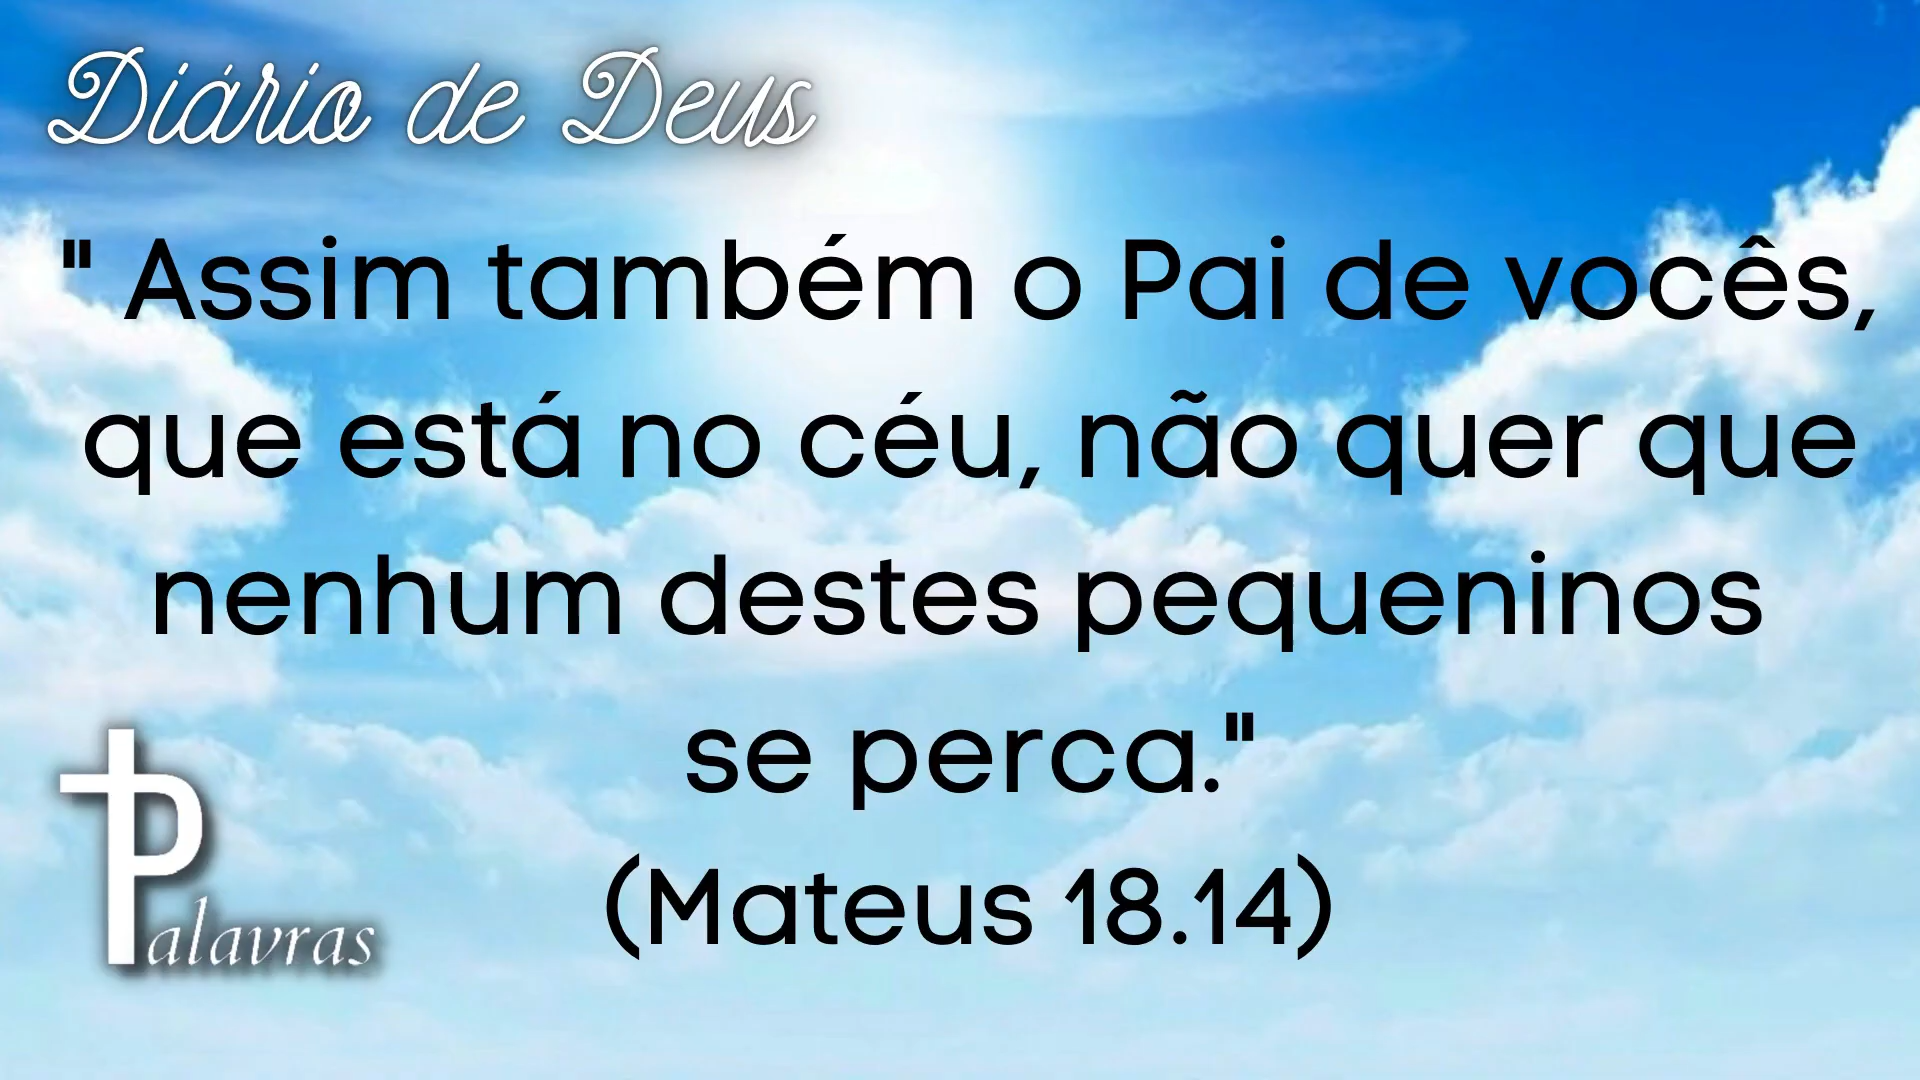 Diário de Deus
" Assim também o Pai de vocês,
que está no céu, não quer que
nenhum destes pequeninos
se perca."
(Mateus 18.14)
Palavras